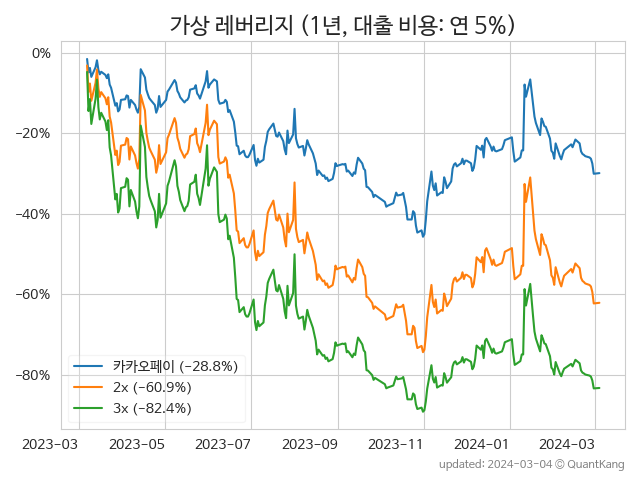 가상 레버리지 (1년, 대출 비용: 연 5%)
0%
−20%
−40%
−60%
−80%
카카오페이 (−28.8%)
2x (−60.9%)
3x (−82.4%)
2023-03 2023-05 2023-07 2023-09 2023-11 2024-01 2024-03
updated: 2024-03-04 © QuantKang